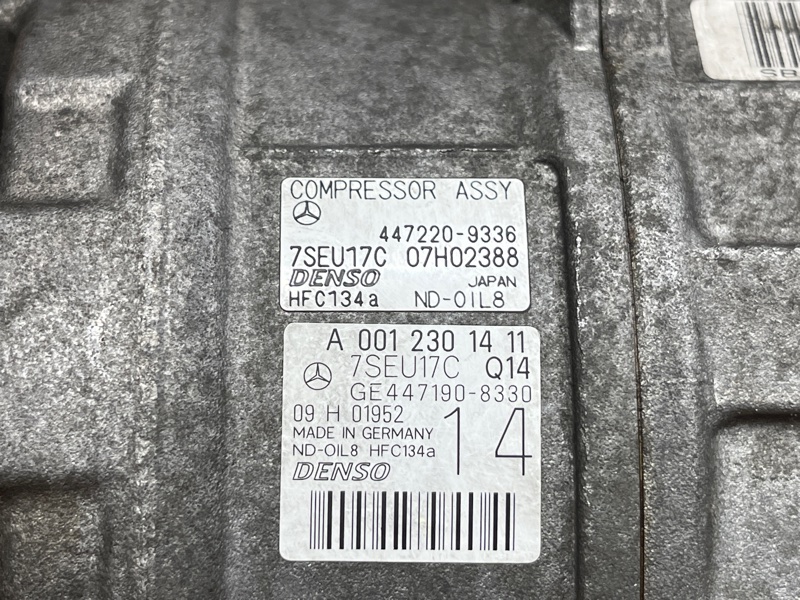 COMPRESSOR ASSY
447220-9336
7SEU17C 07H02388
DENSO JAPAN
HFC134a ND-OIL8
A 001 230 14 11
7SEU17C Q14
GE447190-8330
09 H 01952
14
MADE IN GERMANY
ND-OIL8 HFC134a
DENSO